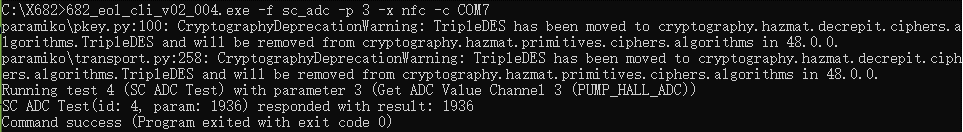 C:\X682>682_eol_cli_v02_004.exe -f sc_adc -p 3 -x nfc -c COM7
paramiko\pkey.py:100: CryptographyDeprecationWarning: TripleDES has been moved to cryptography.hazmat.decrepit.ciphers.a
lgorithms.TripleDES and will be removed from cryptography.hazmat.primitives.ciphers.algorithms in 48.0.0.
paramiko\transport.py:258: CryptographyDeprecationWarning: TripleDES has been moved to cryptography.hazmat.decrepit.ciph
ers.algorithms.TripleDES and will be removed from cryptography.hazmat.primitives.ciphers.algorithms in 48.0.0.
Running test 4 (SC ADC Test) with parameter 3 (Get ADC Value Channel 3 (PUMP_HALL_ADC))
SC ADC Test(id: 4, param: 1936) responded with result: 1936
Command success (Program exited with exit code 0)